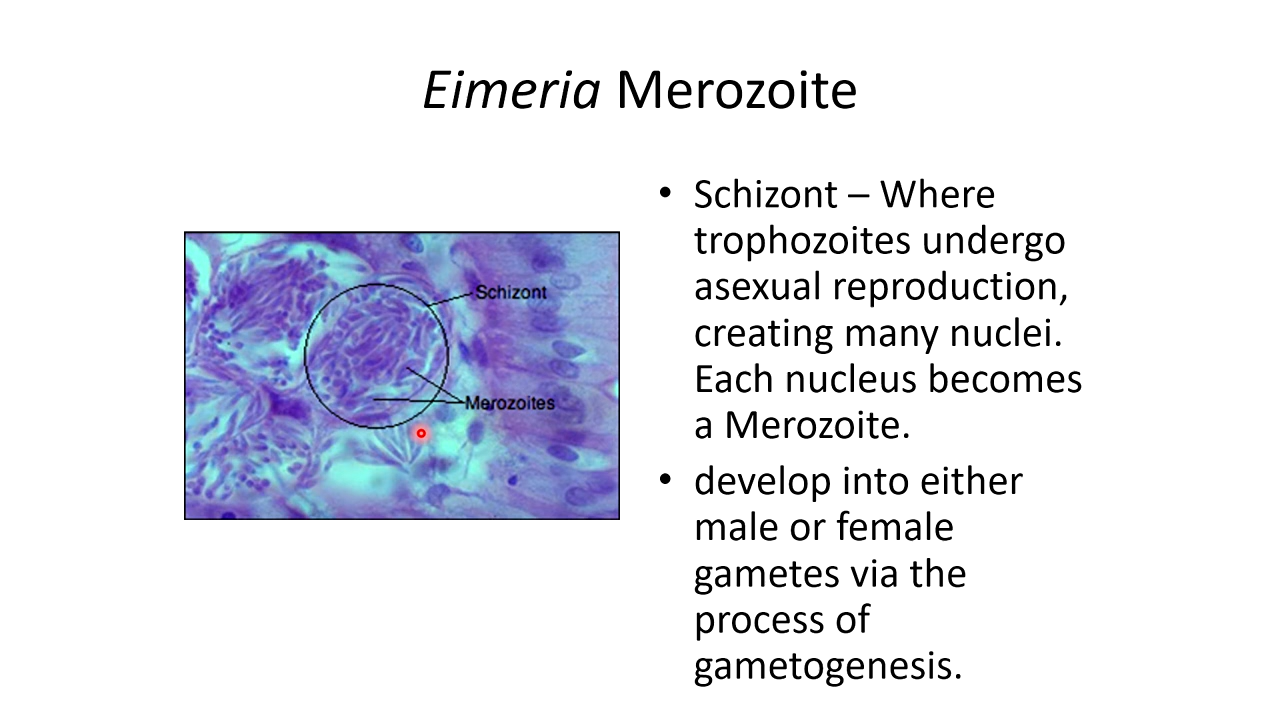 Eimeria Merozoite
Schizont
Merozoites
• Schizont – Where
trophozoites undergo
asexual reproduction,
creating many nuclei.
Each nucleus becomes
a Merozoite.
• develop into either
male or female
gametes via the
process of
gametogenesis.